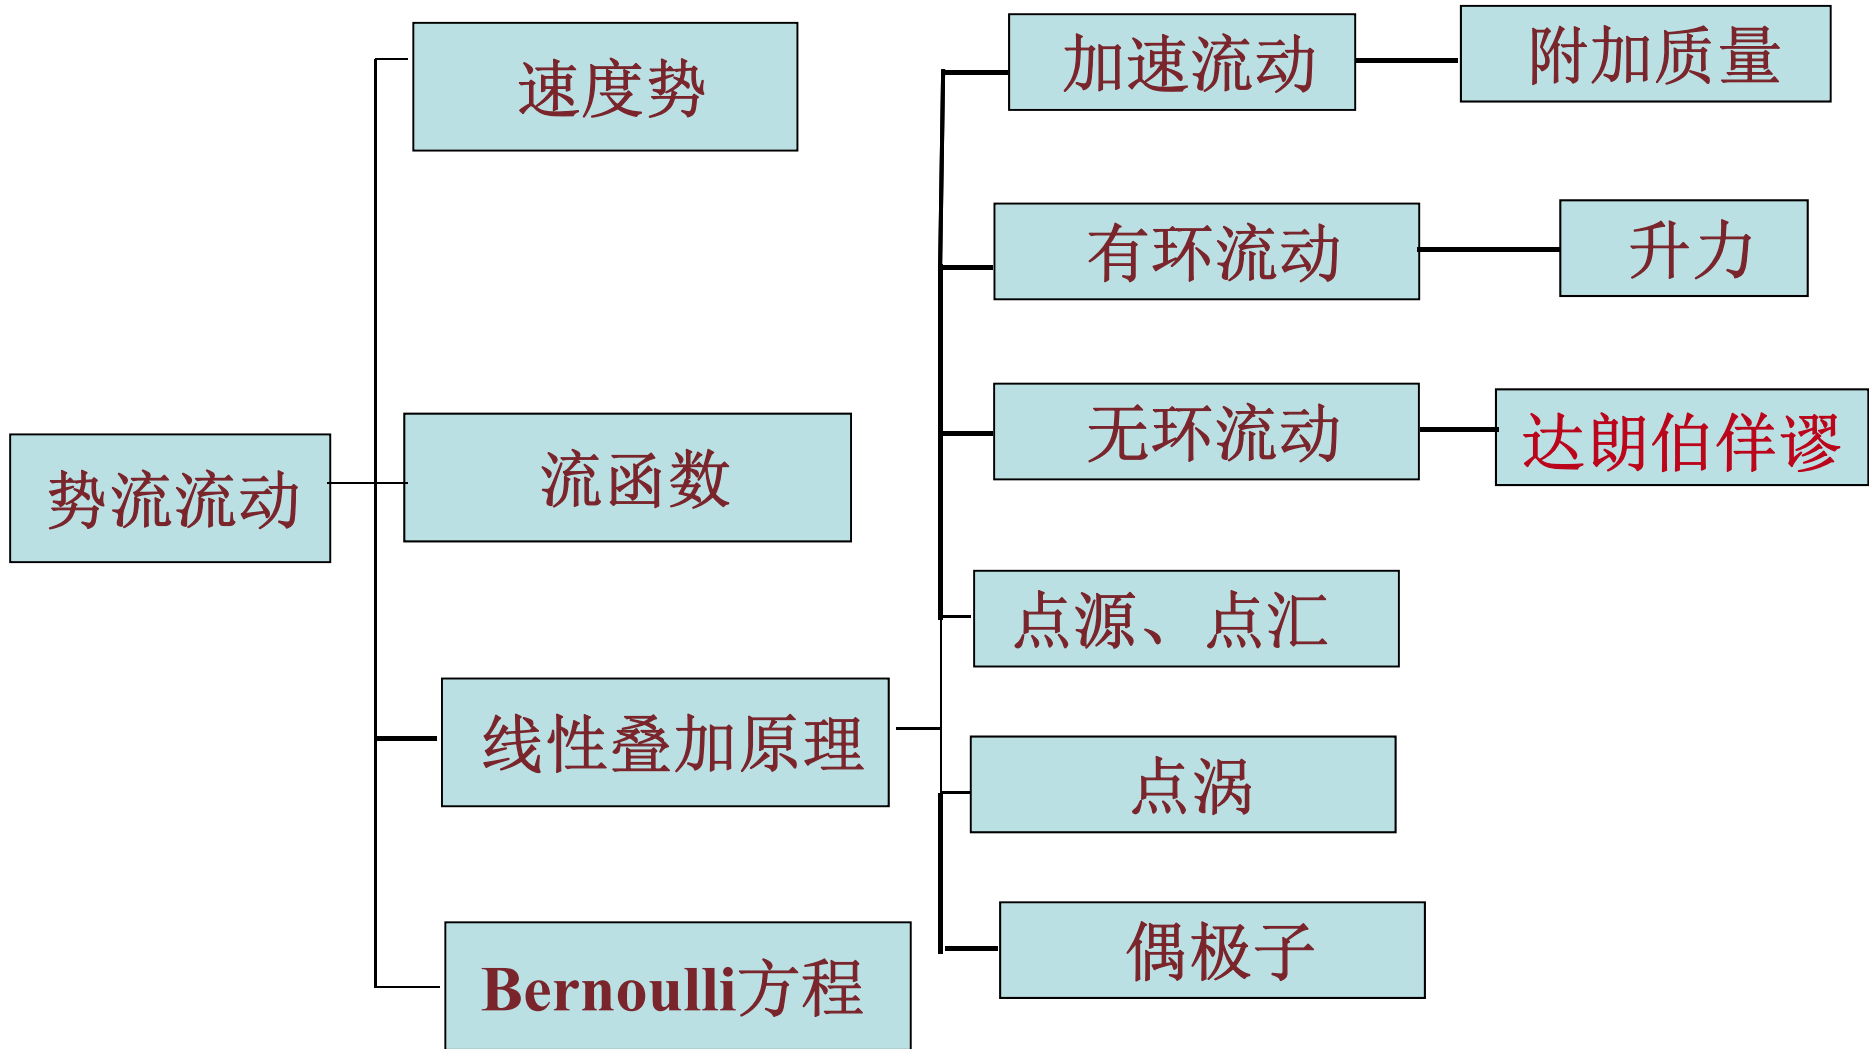 势流流动
速度势
流函数
线性叠加原理
Bernoulli方程
加速流动
附加质量
有环流动
升力
无环流动
达朗伯佯谬
点源、点汇
点涡
偶极子